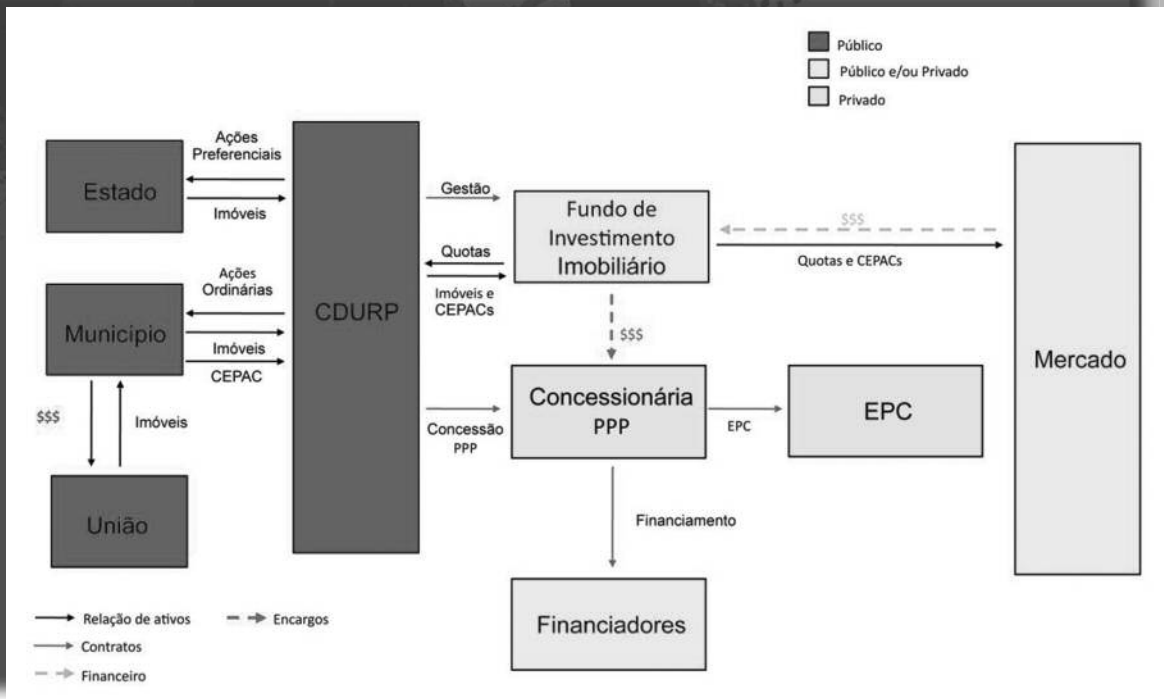 Público
Público e/ou Privado
Privado
Ações
Preferenciais
Estado
Imóveis
Ações
Ordinárias
Município
Imóveis
CEPAC
$$$
Imóveis
União
CDURP
Gestão
Quotas
Imóveis e
CEPACs
Concessão
PPP
Fundo de
Investimento
Imobiliário
$$$
Quotas e CEPACs
$$$
Concessionária
PPP
EPC
EPC
Mercado
Financiamento
Financiadores
Relação de ativos
Encargos
Contratos
Financeiro